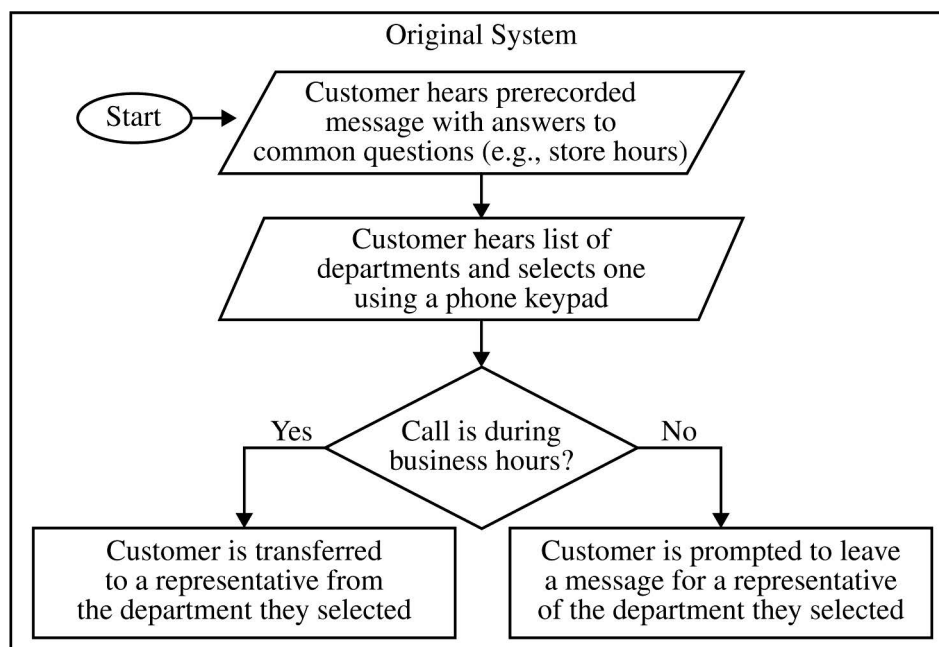 Original System
Start
Customer hears prerecorded
message with answers to
common questions (e.g., store hours)
Customer hears list of
departments and selects one
using a phone keypad
Yes
Call is during
business hours?
No
Customer is transferred
to a representative from
the department they selected
Customer is prompted to leave
a message for a representative
of the department they selected